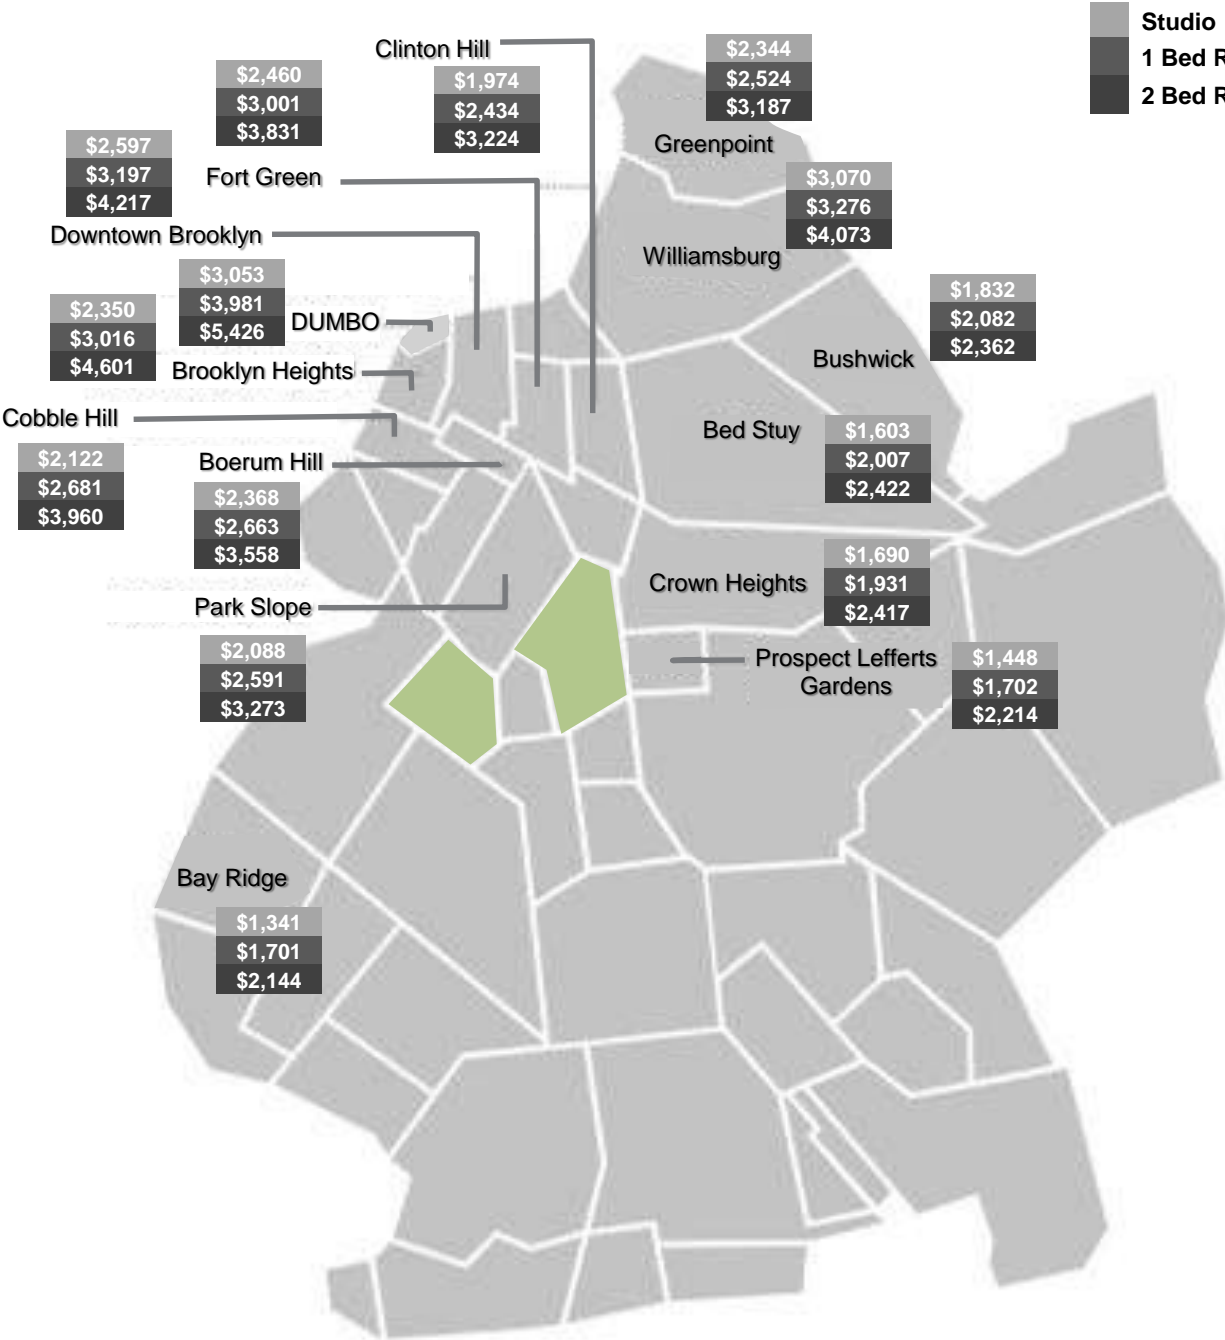 Studio
1 Bed R
2 Bed R
Clinton Hill
$1,974
$2,434
$3,224
$2,344
$2,524
$3,187
Greenpoint
$2,460
$3,001
$3,831
Fort Green
$2,597
$3,197
$4,217
Downtown Brooklyn
$3,070
$3,276
$4,073
Williamsburg
$3,053
$3,981
$5,426
DUMBO
$2,350
$3,016
$4,601
Brooklyn Heights
$1,832
$2,082
$2,362
Bushwick
Cobble Hill
$2,122
$2,681
$3,960
Bed Stuy
$1,603
$2,007
$2,422
Boerum Hill
$2,368
$2,663
$3,558
Crown Heights
$1,690
$1,931
$2,417
Park Slope
$2,088
$2,591
$3,273
Prospect Lefferts
Gardens
$1,448
$1,702
$2,214
Bay Ridge
$1,341
$1,701
$2,144